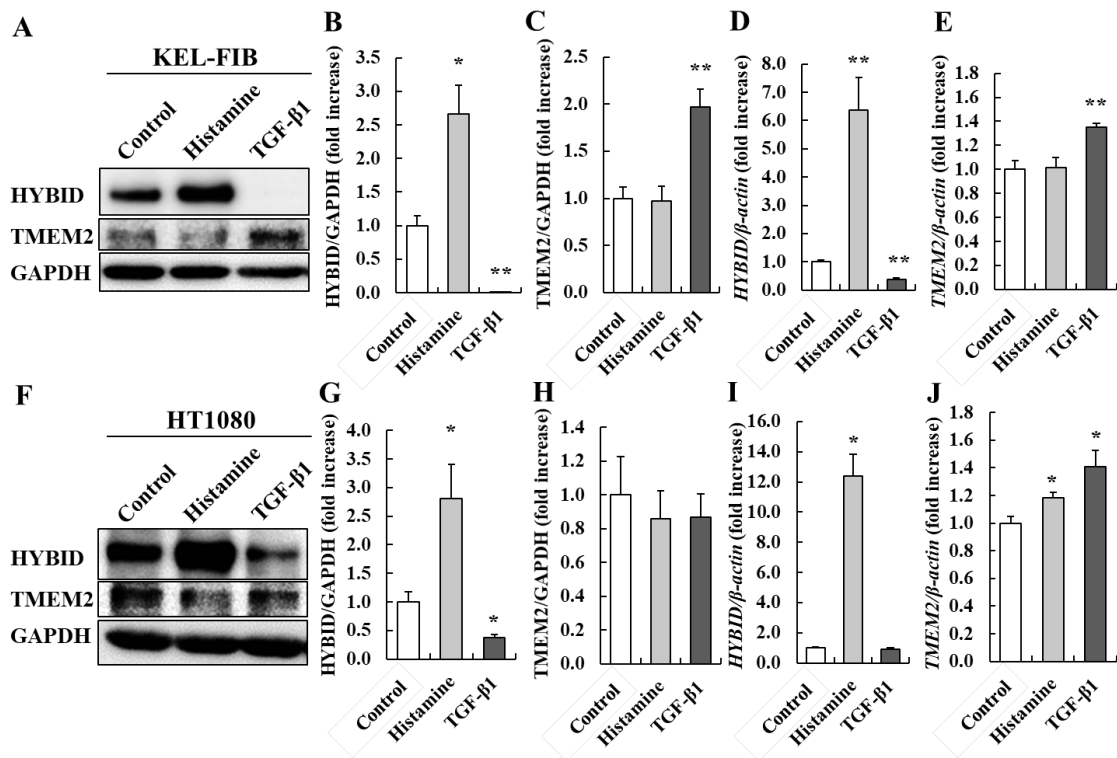 A
KEL-FIB
Control
Histamine
TGF-β1
HYBID
TMEM2
GAPDH
B
HYBID/GAPDH (fold increase)
3.5
3.0
2.5
2.0
1.5
1.0
0.5
0.0
*
**
Control
Histamine
TGF-β1
C
TMEM2/GAPDH (fold increase)
2.5
2.0
1.5
1.0
0.5
0.0
**
Control
Histamine
TGF-β1
D
HYBID/β-actin (fold increase)
8.0
7.0
6.0
5.0
4.0
3.0
2.0
1.0
0.0
**
**
Control
Histamine
TGF-β1
E
TMEM2/β-actin (fold increase)
1.8
1.6
1.4
1.2
1.0
0.8
0.6
0.4
0.2
0.0
**
Control
Histamine
TGF-β1
F
HT1080
Control
Histamine
TGF-β1
HYBID
TMEM2
GAPDH
G
HYBID/GAPDH (fold increase)
4.0
3.5
3.0
2.5
2.0
1.5
1.0
0.5
0.0
*
*
Control
Histamine
TGF-β1
H
TMEM2/GAPDH (fold increase)
1.4
1.2
1.0
0.8
0.6
0.4
0.2
0.0
Control
Histamine
TGF-β1
I
HYBID/β-actin (fold increase)
16.0
14.0
12.0
10.0
8.0
6.0
4.0
2.0
0.0
*
Control
Histamine
TGF-β1
J
TMEM2/β-actin (fold increase)
1.8
1.6
1.4
1.2
1.0
0.8
0.6
0.4
0.2
0.0
*
*
Control
Histamine
TGF-β1